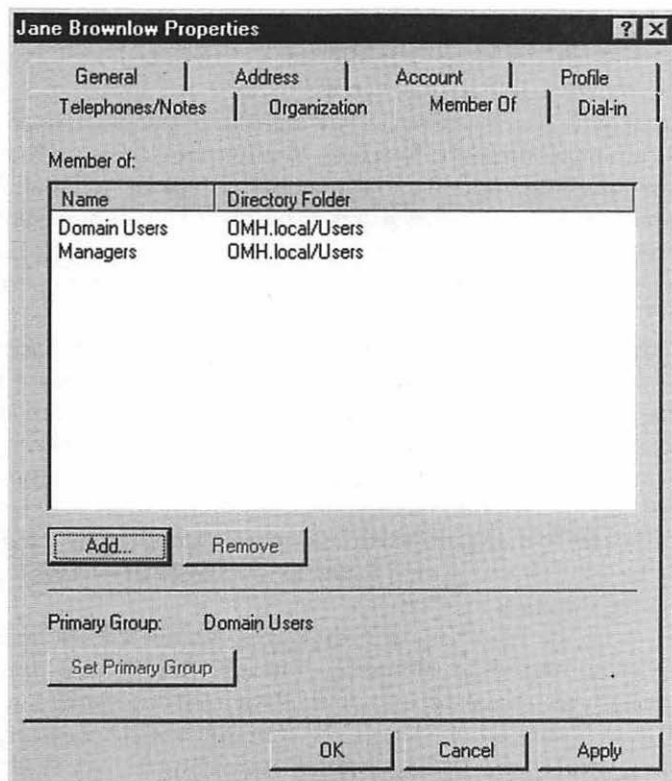 Jane Brownlow Properties
General Address Account Profile
Telephones/Notes Organization Member Of Dial-in
Member of:
Name Directory Folder
Domain Users OMH.local/Users
Managers OMH.local/Users
Add... Remove
Primary Group: Domain Users
Set Primary Group
OK Cancel Apply